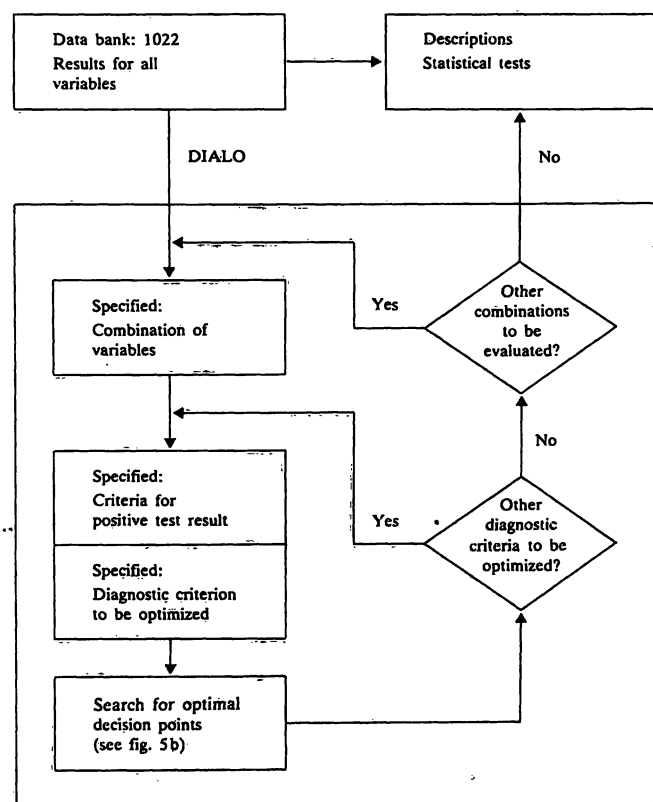 Data bank: 1022
Results for all
variables
Descriptions
Statistical tests
DIALO
No
Specified:
Combination of
variables
Yes
Other
combinations
to be
evaluated?
No
Specified:
Criteria for
positive test result
Yes
Other
diagnostic
criteria to be
optimized?
Specified:
Diagnostic criterion
to be optimized
Search for optimal
decision points
(see fig. 5b)